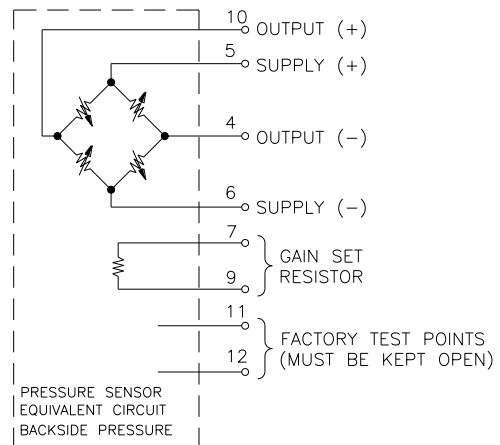 10
OUTPUT (+)
5
SUPPLY (+)
4
OUTPUT (−)
6
SUPPLY (−)
7
GAIN SET
RESISTOR
9
11
FACTORY TEST POINTS
(MUST BE KEPT OPEN)
12
PRESSURE SENSOR
EQUIVALENT CIRCUIT
BACKSIDE PRESSURE